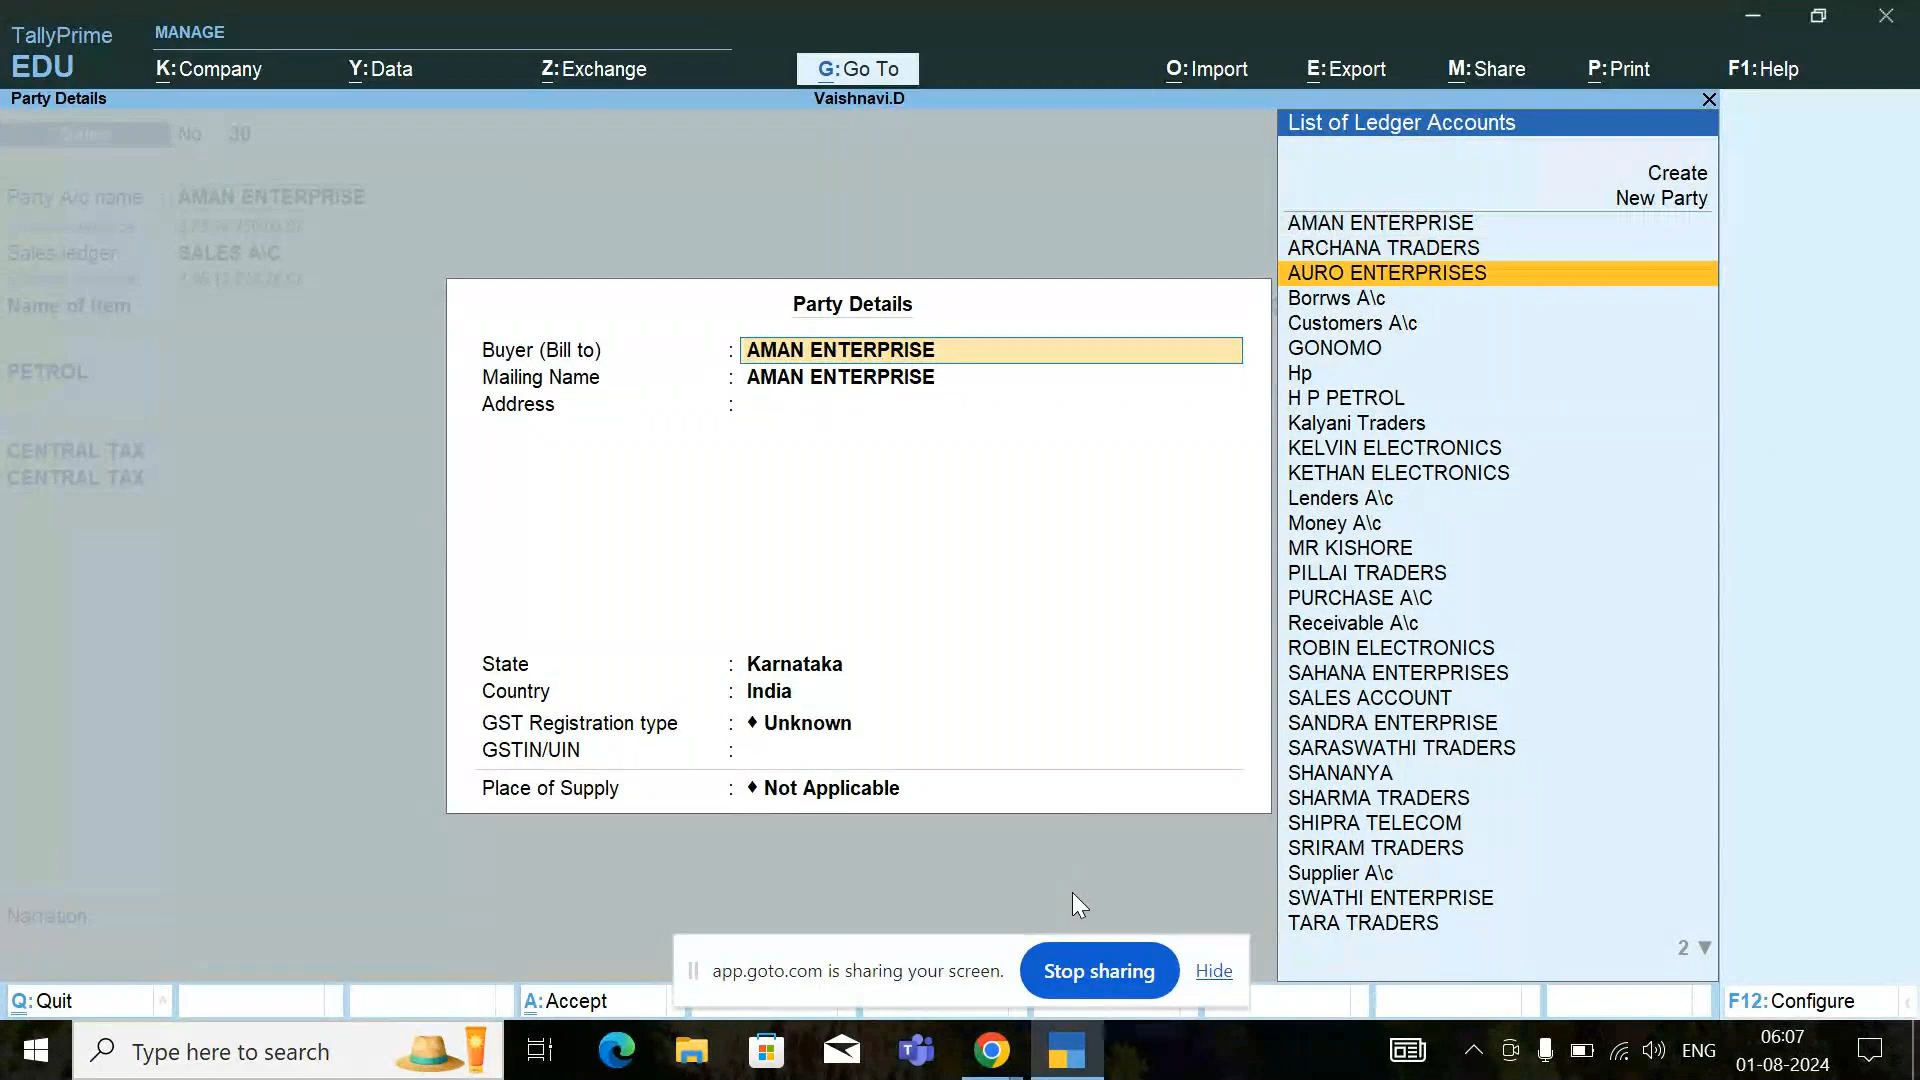 TallyPrime
EDU
MANAGE
K:Company
Y:Data
Z:Exchange
G:Go To
O:Import
E:Export
M:Share
P:Print
F1:Help
Party Details
Vaishnavi.D
No 30
Party A/c name : AMAN ENTERPRISE
Sales ledger : SALES A\C
Name of Item
PETROL
CENTRAL TAX
CENTRAL TAX
Narration
Party Details
Buyer (Bill to) : AMAN ENTERPRISE
Mailing Name : AMAN ENTERPRISE
Address :
State : Karnataka
Country : India
GST Registration type : ♦ Unknown
GSTIN/UIN :
Place of Supply : ♦ Not Applicable
List of Ledger Accounts
Create
New Party
AMAN ENTERPRISE
ARCHANA TRADERS
AURO ENTERPRISES
Borrws A\c
Customers A\c
GONOMO
Hp
H P PETROL
Kalyani Traders
KELVIN ELECTRONICS
KETHAN ELECTRONICS
Lenders A\c
Money A\c
MR KISHORE
PILLAI TRADERS
PURCHASE A\C
Receivable A\c
ROBIN ELECTRONICS
SAHANA ENTERPRISES
SALES ACCOUNT
SANDRA ENTERPRISE
SARASWATHI TRADERS
SHANANYA
SHARMA TRADERS
SHIPRA TELECOM
SRIRAM TRADERS
Supplier A\c
SWATHI ENTERPRISE
TARA TRADERS
2 ▼
app.goto.com is sharing your screen.
Stop sharing
Hide
Q:Quit
A:Accept
F12:Configure
Type here to search
ENG
06:07
01-08-2024